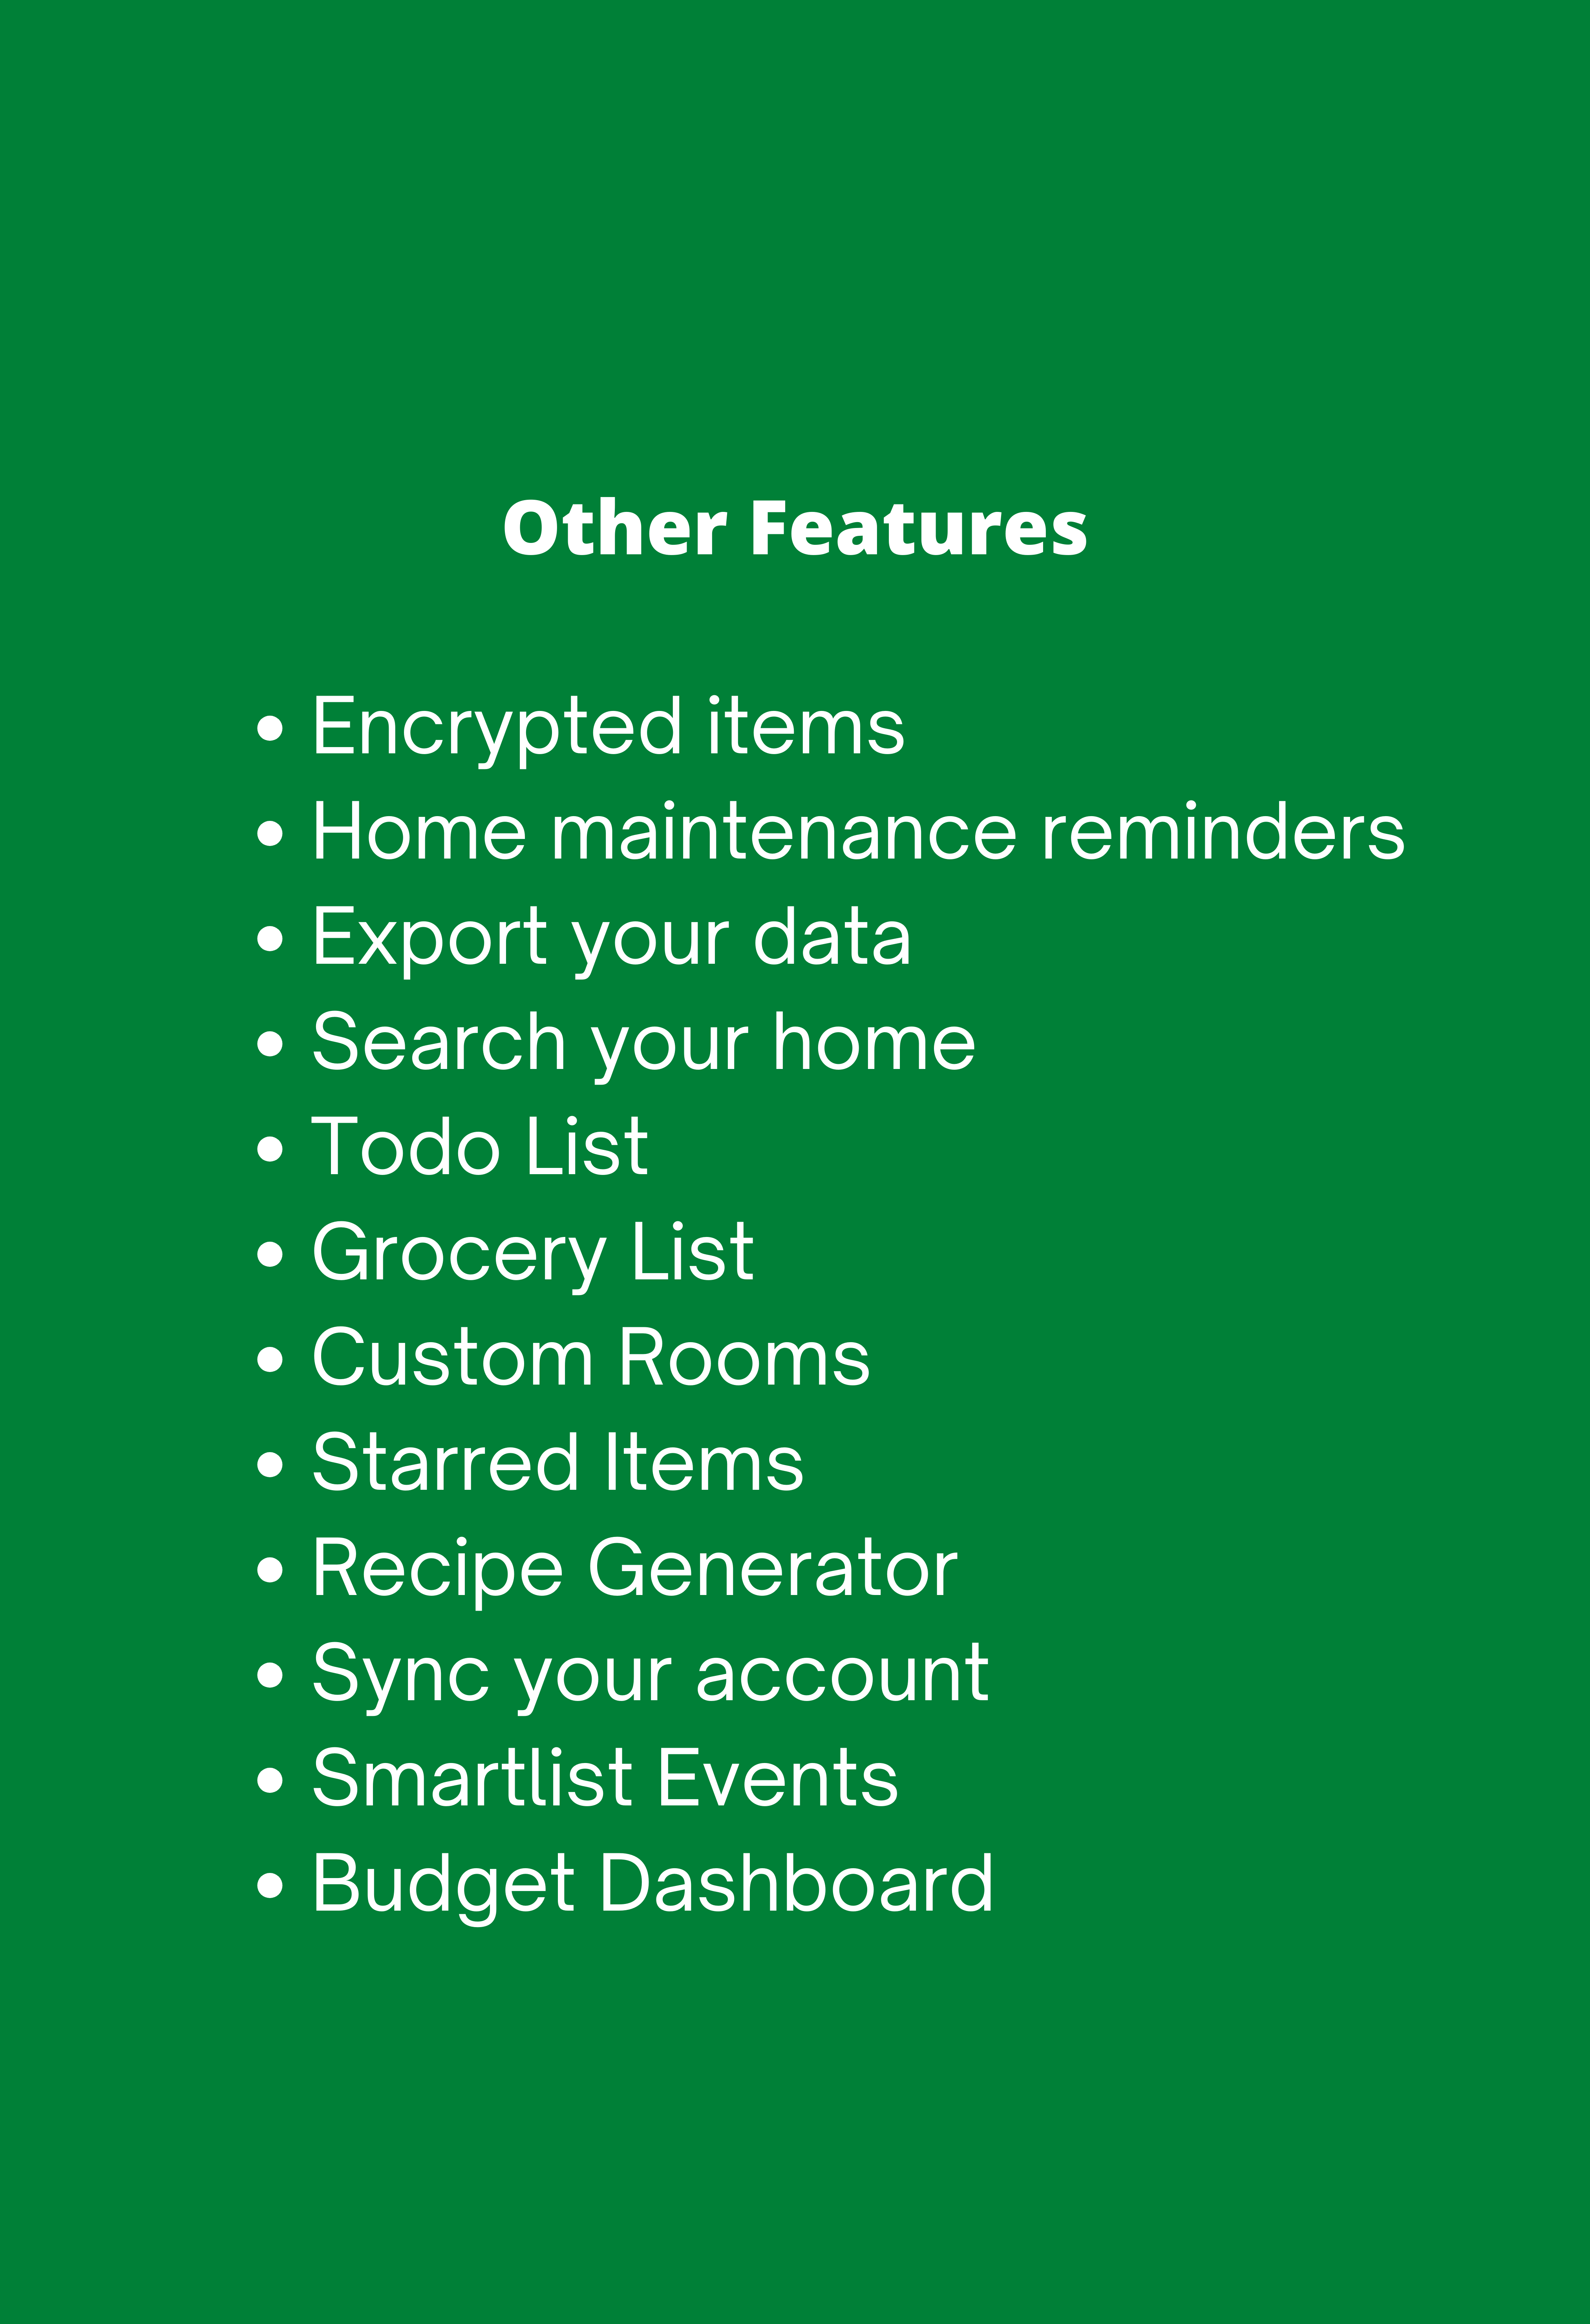 Other Features
• Encrypted items
• Home maintenance reminders
• Export your data
• Search your home
• Todo List
• Grocery List
• Custom Rooms
• Starred Items
• Recipe Generator
• Sync your account
• Smartlist Events
• Budget Dashboard